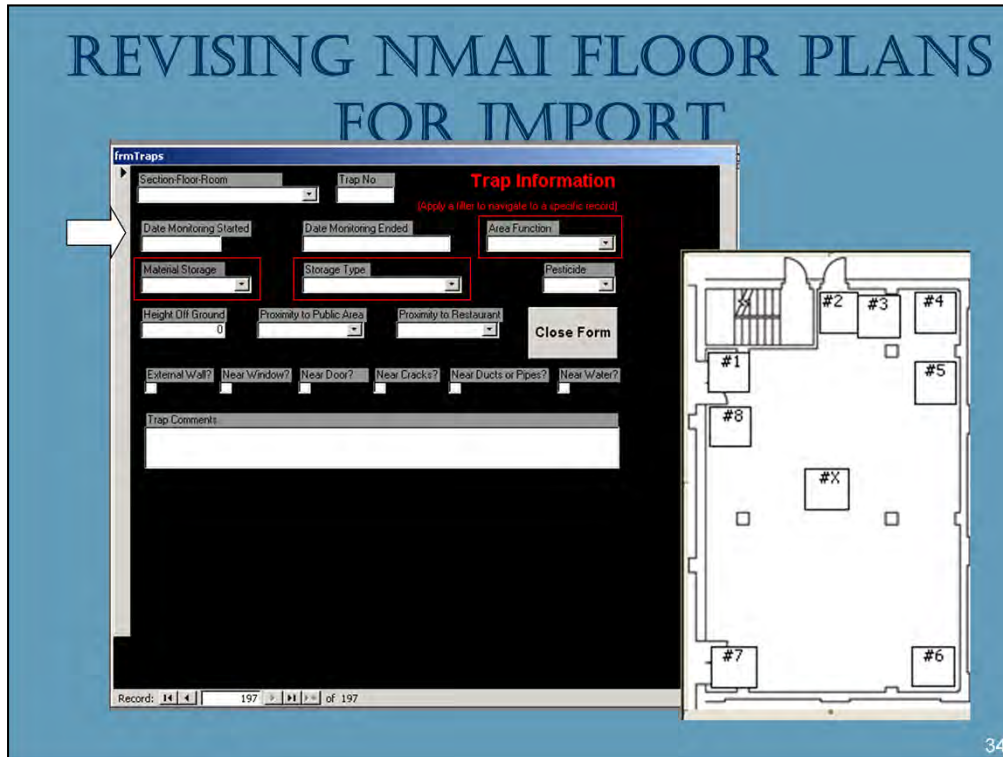 REVISING NMAI FLOOR PLANS
FOR IMPORT
frmTraps
Section-Floor-Room Trap No Trap Information
(Apply a filter to navigate to a specific record)
Date Monitoring Started Date Monitoring Ended Area Function
Material Storage Storage Type Pesticide
Height Off Ground Proximity to Public Area Proximity to Restaurant
0
Close Form
External Wall? Near Window? Near Door? Near Cracks? Near Ducts or Pipes? Near Water?
Trap Comments
Record: 197 of 197
#2 #3 #4
#1 #5
#8
#X
#7 #6
34